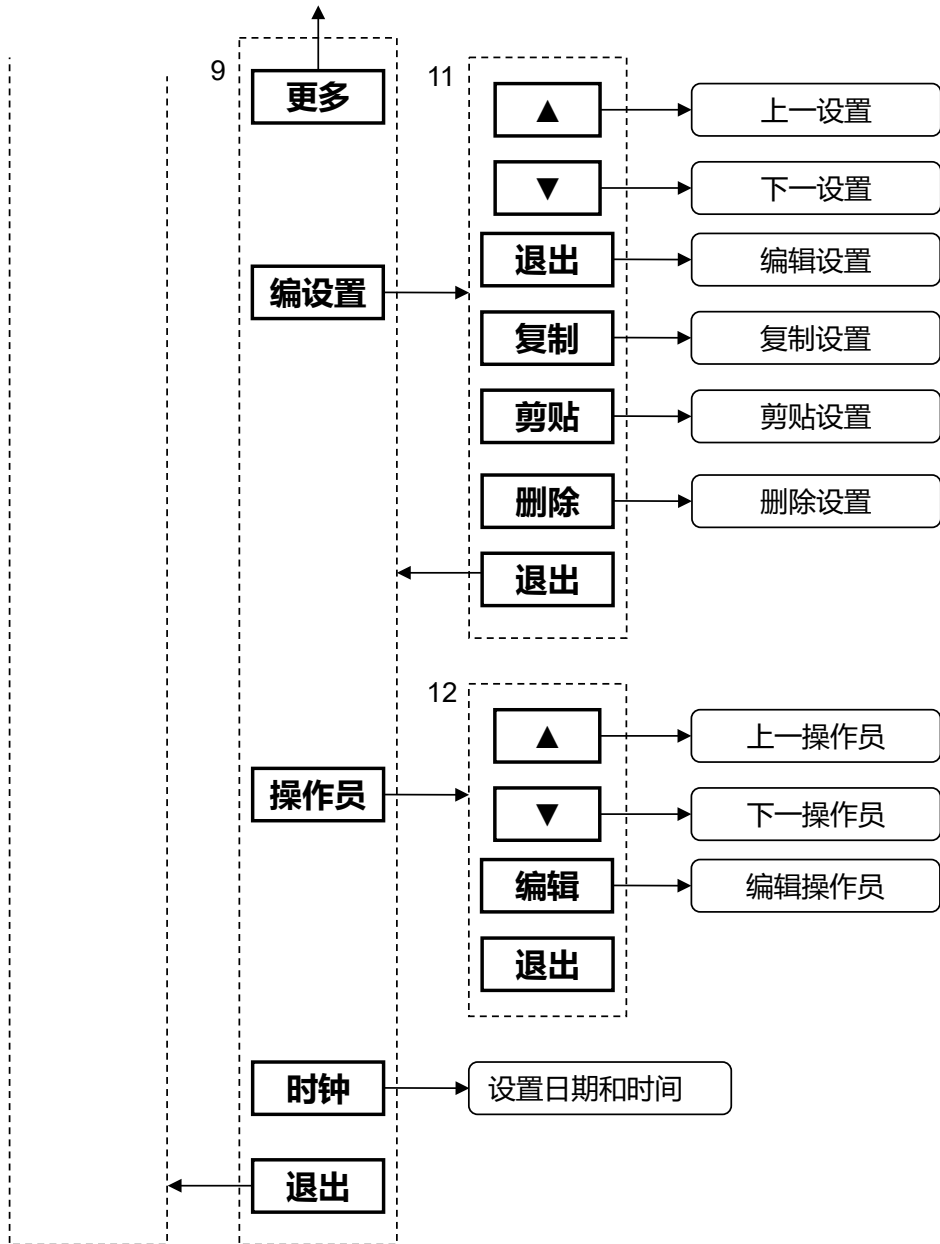 9
更多
编设置
操作员
时钟
退出
11
▲
上一设置
▼
下一设置
退出
编辑设置
复制
复制设置
剪贴
剪贴设置
删除
删除设置
退出
12
▲
上一操作员
▼
下一操作员
编辑
编辑操作员
退出
设置日期和时间